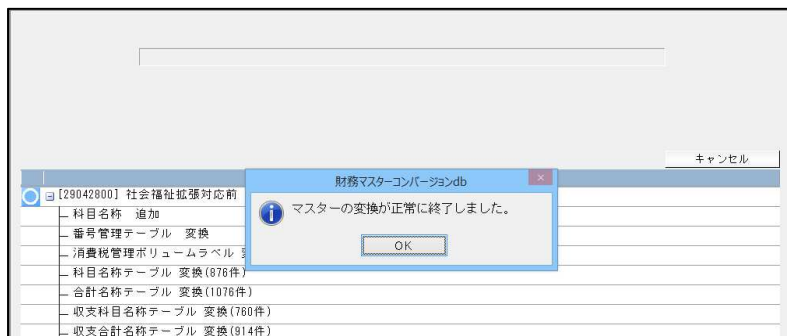 キャンセル
財務マスターコンバージョンdb
マスターの変換が正常に終了しました。
OK
[29042800] 社会福祉拡張対応前
科目名称 追加
番号管理テーブル 変換
消費税管理ボリュームラベル
科目名称テーブル 変換(876件)
合計名称テーブル 変換(1076件)
収支科目名称テーブル 変換(760件)
収支合計名称テーブル 変換(914件)